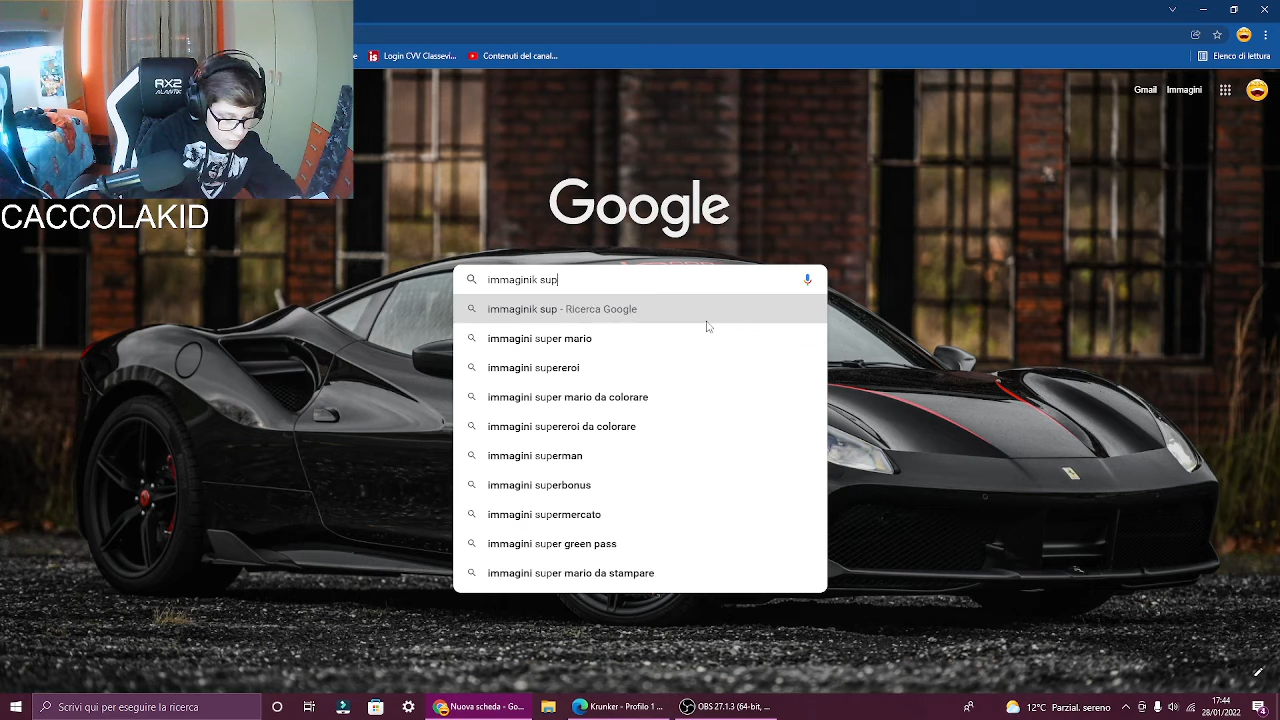 Login CVV Classevi...
Contenuti del canal...
Elenco di lettura
Gmail
Immagini
AX2
CACCOLAKID
Google
immaginik sup
immaginik sup - Ricerca Google
immagini super mario
immagini supereroi
immagini super mario da colorare
immagini supereroi da colorare
immagini superman
immagini superbonus
immagini supermercato
immagini super green pass
immagini super mario da stampare
Scrivi qui per eseguire la ricerca
Nuova scheda - Go...
Krunker - Profilo 1 ...
OBS 27.1.3 (64-bit, ...
12°C Parzial. sereno
17:44
28/01/2022